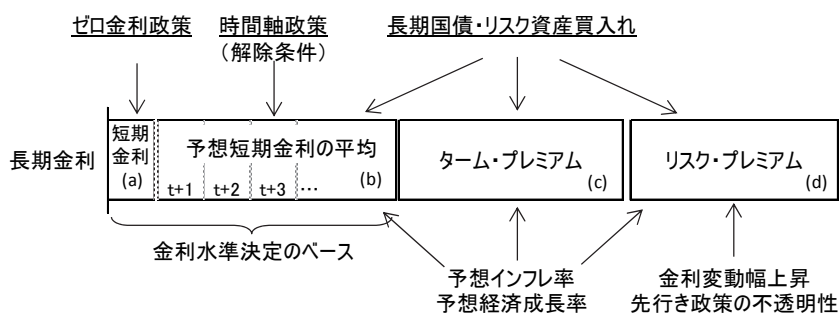 ゼロ金利政策
時間軸政策
（解除条件）
長期国債・リスク資産買入れ
長期金利
短期
金利
(a)
予想短期金利の平均
t+1 t+2 t+3 … (b)
ターム・プレミアム
(c)
リスク・プレミアム
(d)
金利水準決定のベース
予想インフレ率
予想経済成長率
金利変動幅上昇
先行き政策の不透明性